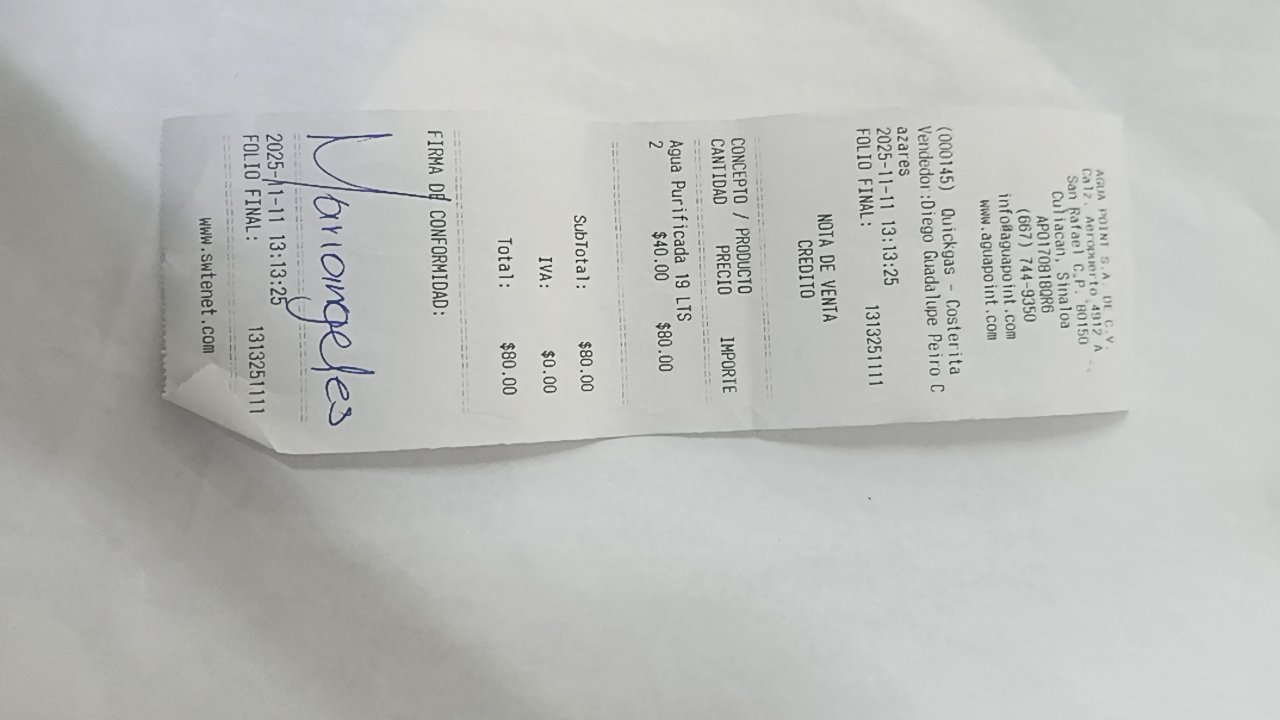 AGUA POINT S.A. DE C.V.
Calz. Aeropuerto 4912 A
San Rafael C.P. 80150
Culiacan, Sinaloa
APO170818QR6
(667) 744-9350
info@aguapoint.com
www.aguapoint.com
(000145) Quickgas - Costerita
Vendedor:Diego Guadalupe Peiro C
azares
2025-11-11 13:13:25
FOLIO FINAL: 1313251111
NOTA DE VENTA
CREDITO
CONCEPTO / PRODUCTO
CANTIDAD PRECIO IMPORTE
Agua Purificada 19 LTS
2 $40.00 $80.00
SubTotal: $80.00
IVA: $0.00
Total: $80.00
FIRMA DE CONFORMIDAD:
Mariangeles
2025-11-11 13:13:25
FOLIO FINAL: 1313251111
www.swtenet.com